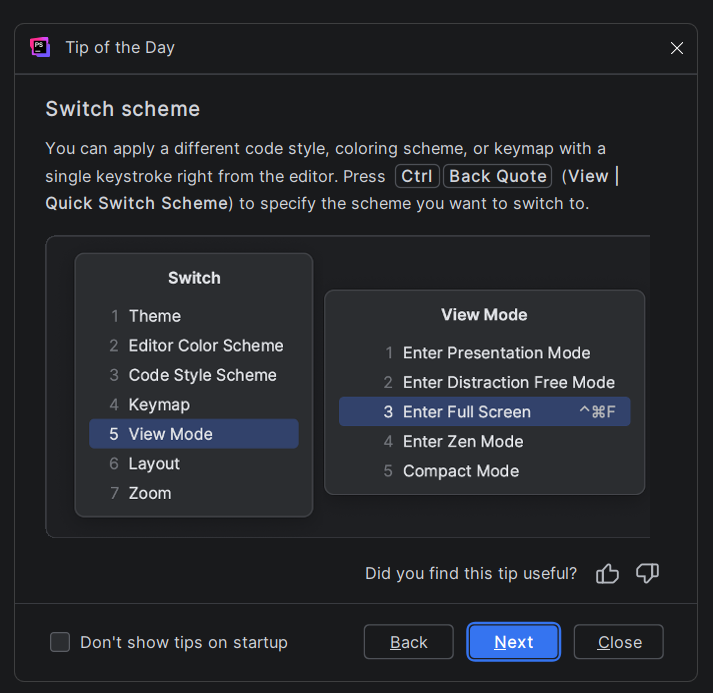 PS
Tip of the Day
Switch scheme
You can apply a different code style, coloring scheme, or keymap with a
single keystroke right from the editor. Press Ctrl Back Quote (View |
Quick Switch Scheme) to specify the scheme you want to switch to.
Switch
1 Theme
2 Editor Color Scheme
3 Code Style Scheme
4 Keymap
5 View Mode
6 Layout
7 Zoom
View Mode
1 Enter Presentation Mode
2 Enter Distraction Free Mode
3 Enter Full Screen ^⌘F
4 Enter Zen Mode
5 Compact Mode
Did you find this tip useful?
Don't show tips on startup
Back
Next
Close